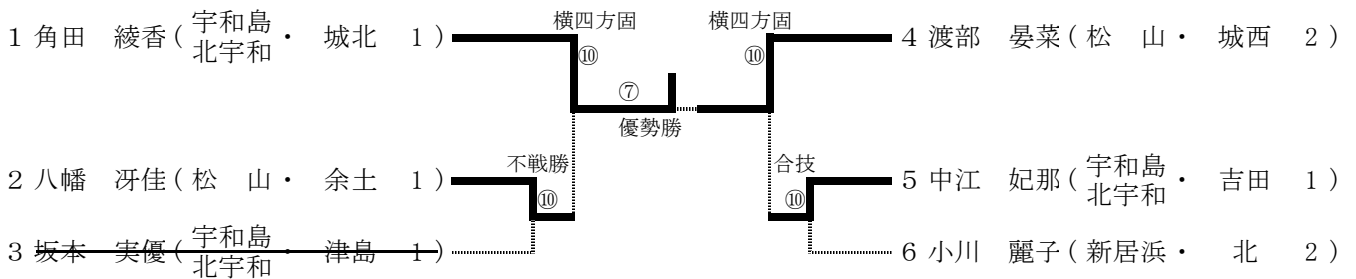 横四方固 横四方固
1 角田 綾香 ( 宇和島 北宇和 ・ 城北 1 )
4 渡部 晏菜 ( 松 山 ・ 城西 2 )
⑩ ⑩
⑦
優勢勝
不戦勝 合技
2 八幡 冴佳 ( 松 山 ・ 余土 1 )
5 中江 妃那 ( 宇和島 北宇和 ・ 吉田 1 )
⑩ ⑩
3 坂本 実優 ( 宇和島 北宇和 ・ 津島 1 )
6 小川 麗子 ( 新居浜 ・ 北 2 )